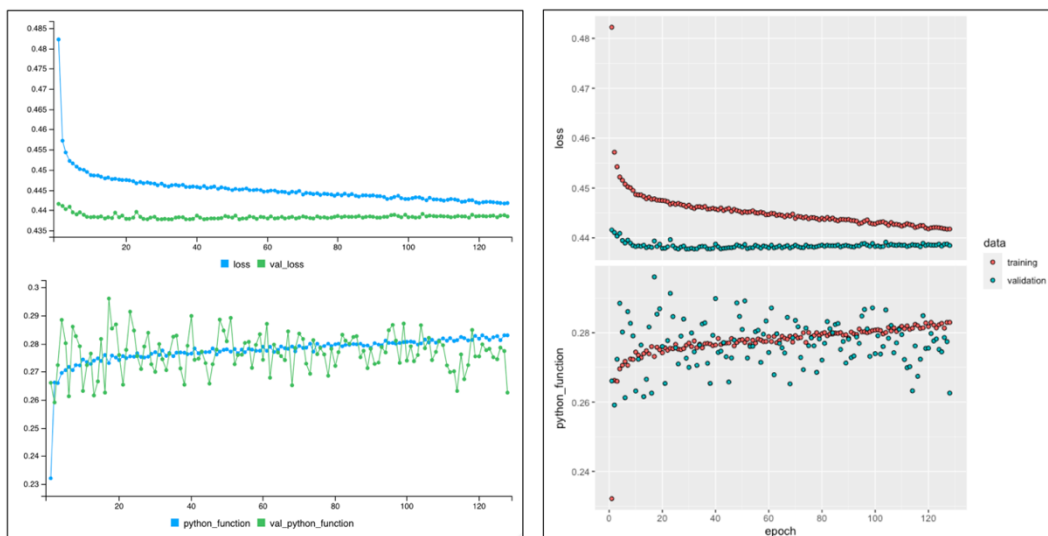 0.485
0.48
0.475
0.47
0.465
0.46
0.455
0.45
0.445
0.44
0.435
20 40 60 80 100 120
loss val_loss
0.3
0.29
0.28
0.27
0.26
0.25
0.24
0.23
20 40 60 80 100 120
python_function val_python_function
0.48
0.47
0.46
0.45
0.44
loss
0.28
0.26
0.24
python_function
0 20 40 60 80 100 120
epoch
data
training
validation